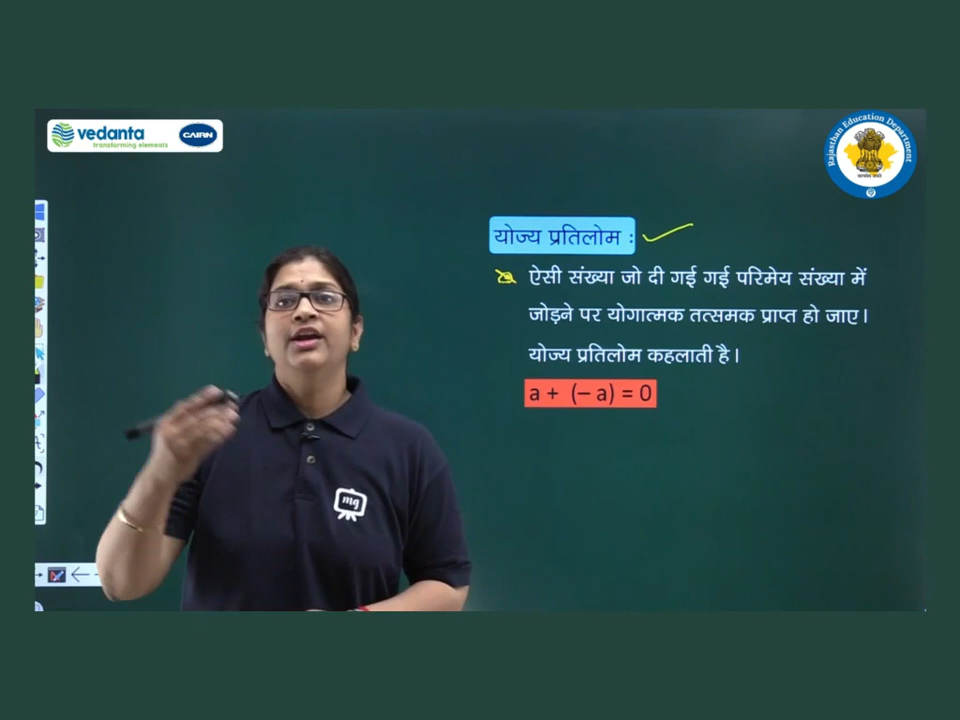 vedanta
transforming elements
CAIRN
Rajasthan Education Department
योज्य प्रतिलोम :
ऐसी संख्या जो दी गई गई परिमेय संख्या में
जोड़ने पर योगात्मक तत्समक प्राप्त हो जाए।
योज्य प्रतिलोम कहलाती है।
a + (– a) = 0
mg